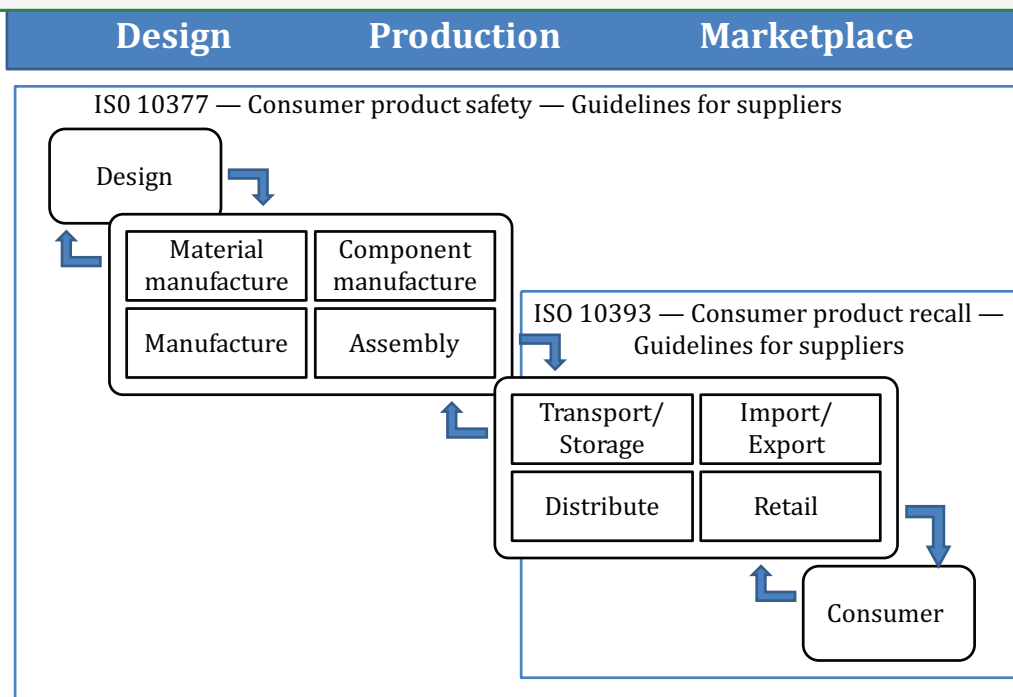 Design Production Marketplace
IS0 10377 — Consumer product safety — Guidelines for suppliers
Design
Material
manufacture
Component
manufacture
Manufacture
Assembly
ISO 10393 — Consumer product recall —
Guidelines for suppliers
Transport/
Storage
Import/
Export
Distribute
Retail
Consumer